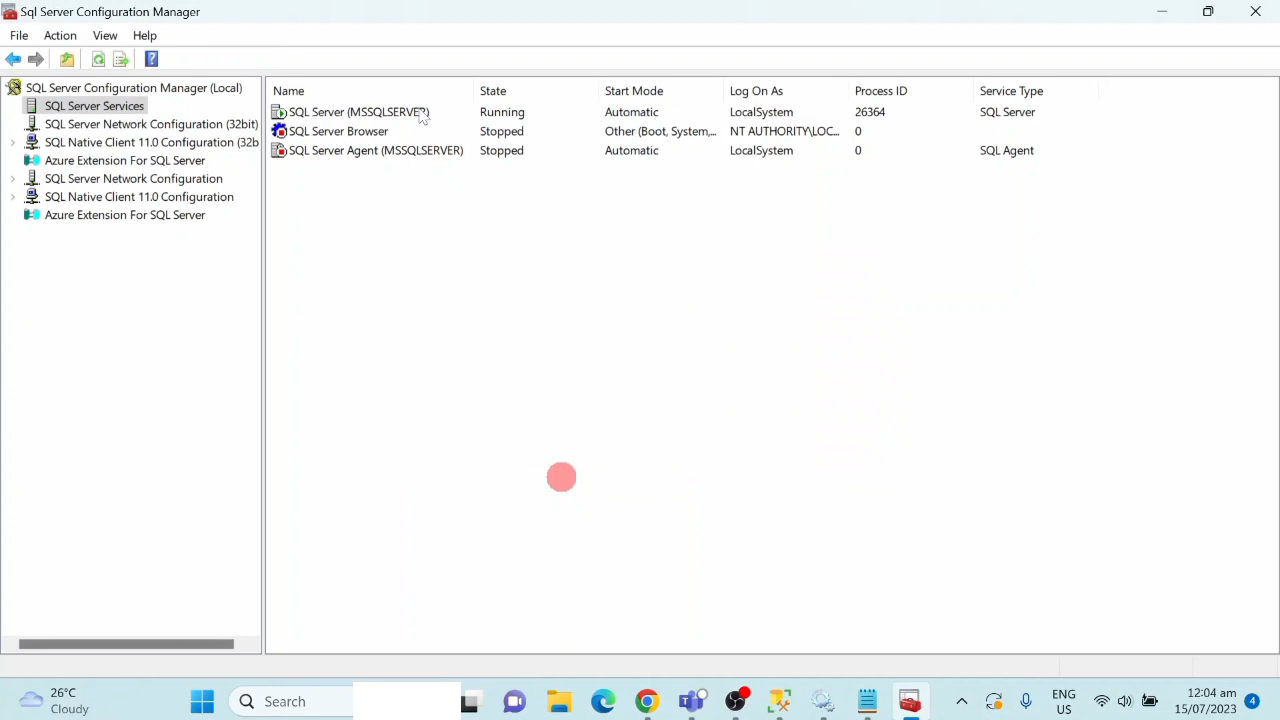 Sql Server Configuration Manager
File Action View Help
SQL Server Configuration Manager (Local)
SQL Server Services
SQL Server Network Configuration (32bit)
SQL Native Client 11.0 Configuration (32b
Azure Extension For SQL Server
SQL Server Network Configuration
SQL Native Client 11.0 Configuration
Azure Extension For SQL Server
Name State Start Mode Log On As Process ID Service Type
SQL Server (MSSQLSERVER) Running Automatic LocalSystem 26364 SQL Server
SQL Server Browser Stopped Other (Boot, System,... NT AUTHORITY\LOC... 0
SQL Server Agent (MSSQLSERVER) Stopped Automatic LocalSystem 0 SQL Agent
26°C
Cloudy
Search
ENG
US
12:04 am
15/07/2023
4